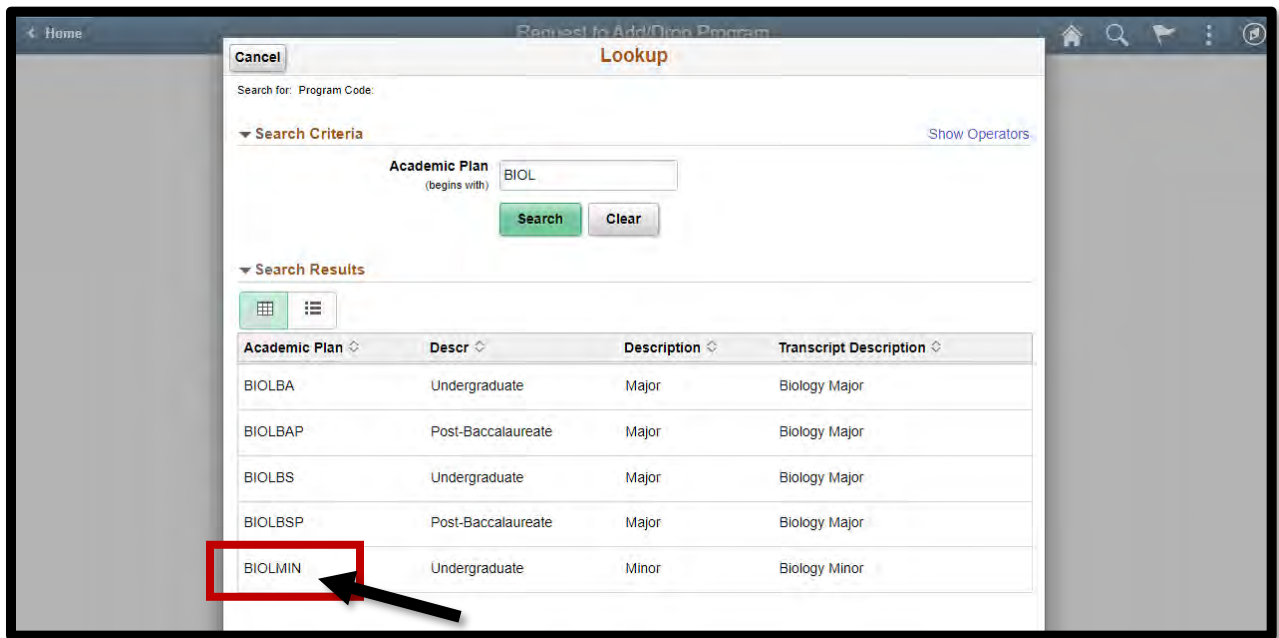 Home
Request to Add/Drop Program
Cancel
Lookup
Search for: Program Code:
Search Criteria
Show Operators
Academic Plan
(begins with)
BIOL
Search Clear
Search Results
Academic Plan Descr Description Transcript Description
BIOLBA Undergraduate Major Biology Major
BIOLBAP Post-Baccalaureate Major Biology Major
BIOLBS Undergraduate Major Biology Major
BIOLBSP Post-Baccalaureate Major Biology Major
BIOLMIN Undergraduate Minor Biology Minor